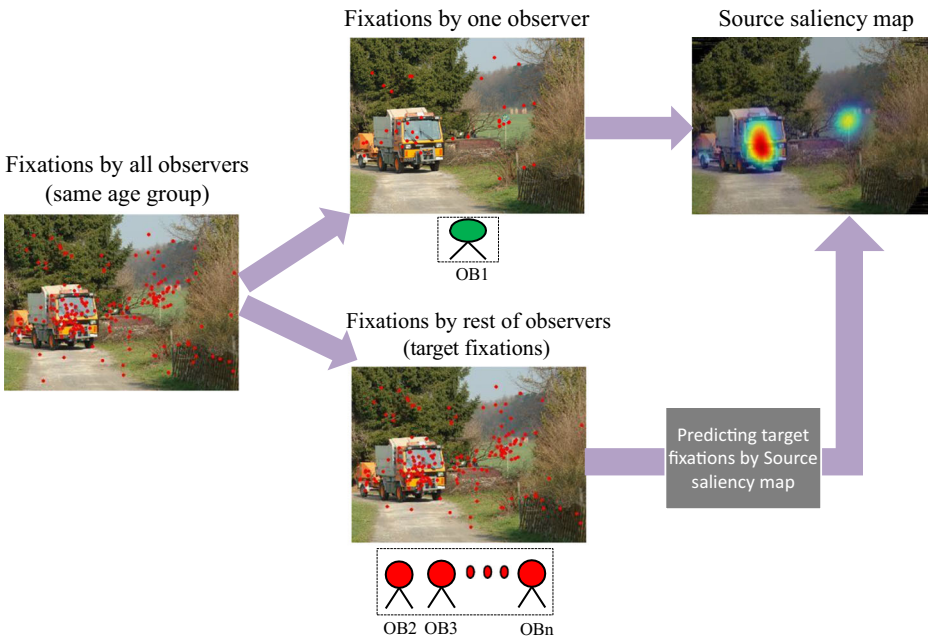 Fixations by one observer
Source saliency map
Fixations by all observers
(same age group)
OB1
Fixations by rest of observers
(target fixations)
Predicting target
fixations by Source
saliency map
OB2 OB3 OBn